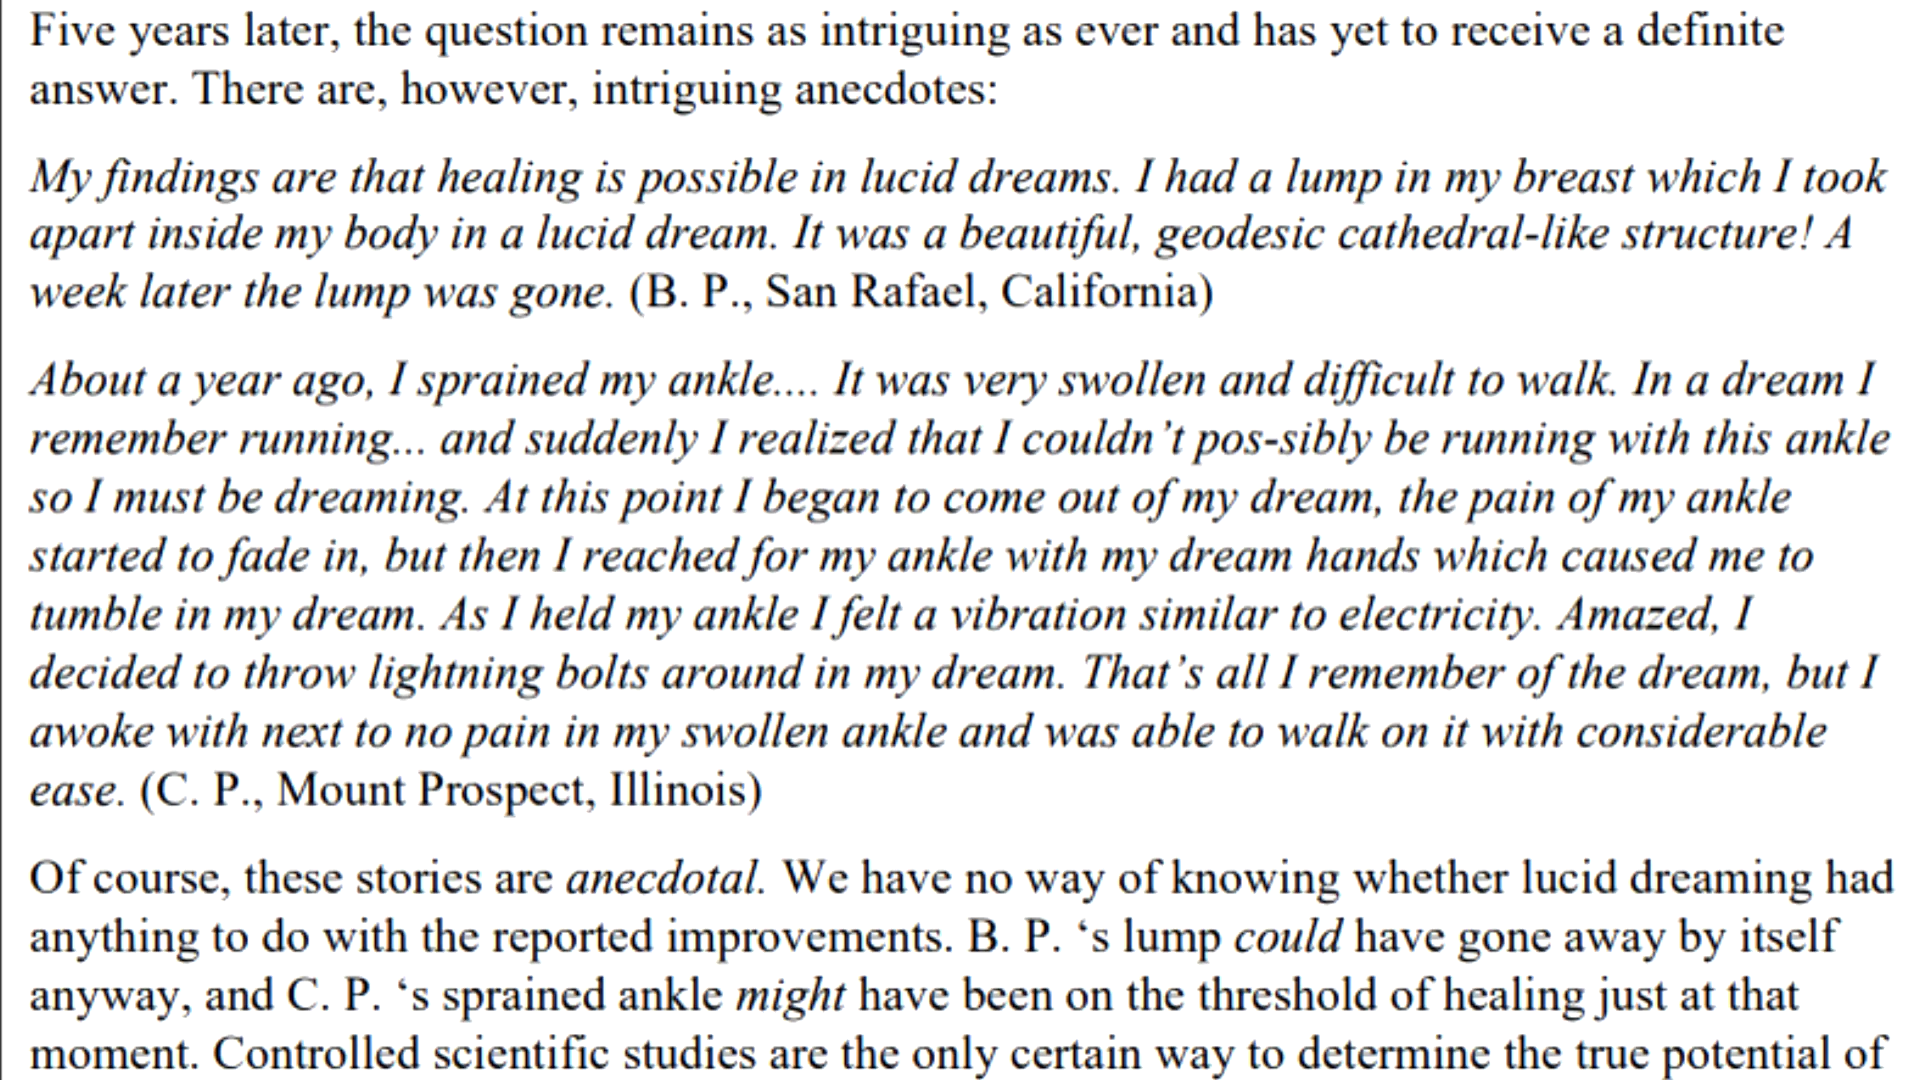 Five years later, the question remains as intriguing as ever and has yet to receive a definite
answer. There are, however, intriguing anecdotes:
My findings are that healing is possible in lucid dreams. I had a lump in my breast which I took
apart inside my body in a lucid dream. It was a beautiful, geodesic cathedral-like structure! A
week later the lump was gone. (B. P., San Rafael, California)
About a year ago, I sprained my ankle.... It was very swollen and difficult to walk. In a dream I
remember running... and suddenly I realized that I couldn’t pos-sibly be running with this ankle
so I must be dreaming. At this point I began to come out of my dream, the pain of my ankle
started to fade in, but then I reached for my ankle with my dream hands which caused me to
tumble in my dream. As I held my ankle I felt a vibration similar to electricity. Amazed, I
decided to throw lightning bolts around in my dream. That’s all I remember of the dream, but I
awoke with next to no pain in my swollen ankle and was able to walk on it with considerable
ease. (C. P., Mount Prospect, Illinois)
Of course, these stories are anecdotal. We have no way of knowing whether lucid dreaming had
anything to do with the reported improvements. B. P. ‘s lump could have gone away by itself
anyway, and C. P. ‘s sprained ankle might have been on the threshold of healing just at that
moment. Controlled scientific studies are the only certain way to determine the true potential of